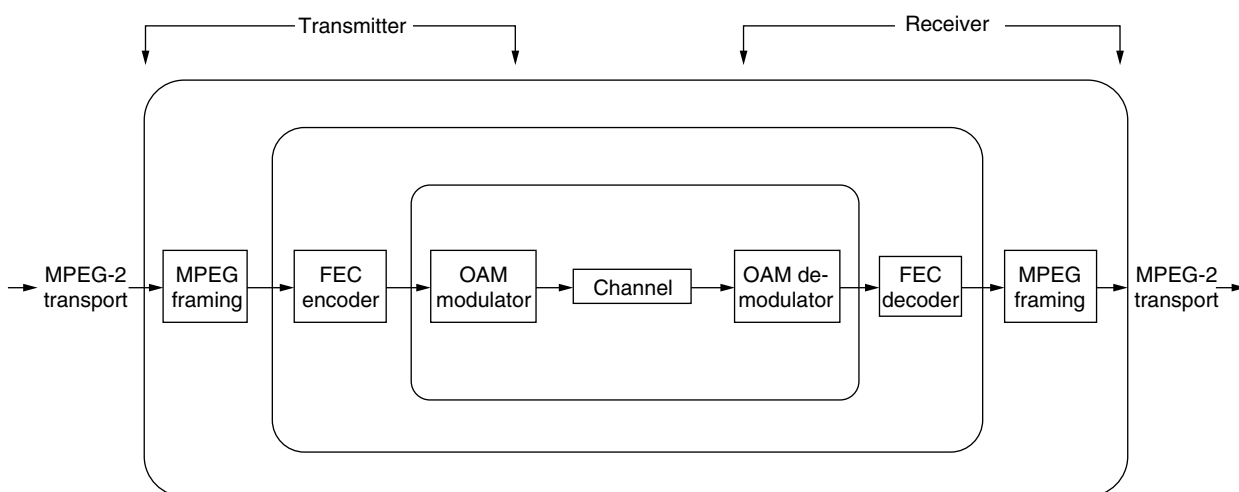 Transmitter
Receiver
MPEG-2
transport
MPEG
framing
FEC
encoder
OAM
modulator
Channel
OAM de-
modulator
FEC
decoder
MPEG
framing
MPEG-2
transport